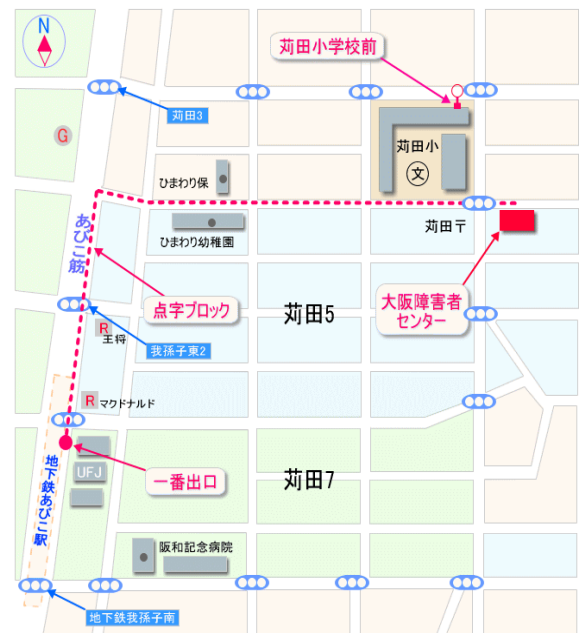 N
苅田小学校前
苅田3
G
苅田小
文
ひまわり保
あびこ筋
ひまわり幼稚園
苅田〒
点字ブロック
苅田5
大阪障害者
センター
R
王将
我孫子東2
R
マクドナルド
一番出口
UFJ
苅田7
地下鉄あびこ駅
阪和記念病院
地下鉄我孫子南